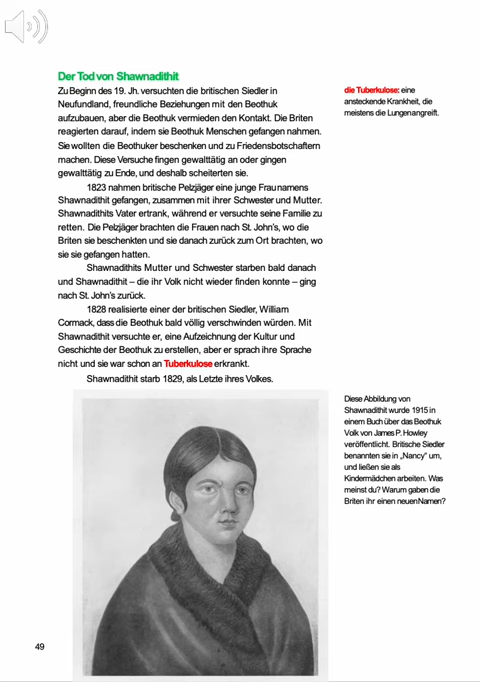 Der Tod von Shawnadithit
Zu Beginn des 19. Jh. versuchten die britischen Siedler in
Neufundland, freundliche Beziehungen mit den Beothuk
aufzubauen, aber die Beothuk vermieden den Kontakt. Die Briten
reagierten darauf, indem sie Beothuk Menschen gefangen nahmen.
Sie wollten die Beothuker beschenken und zu Friedensbotschaftern
machen. Diese Versuche fingen gewalttätig an oder gingen
gewalttätig zu Ende, und deshalb scheiterten sie.
1823 nahmen britische Pelzjäger eine junge Frau namens
Shawnadithit gefangen, zusammen mit ihrer Schwester und Mutter.
Shawnadithits Vater ertrank, während er versuchte seine Familie zu
retten. Die Pelzjäger brachten die Frauen nach St. John's, wo die
Briten sie beschenkten und sie danach zurück zum Ort brachten, wo
sie sie gefangen hatten.
Shawnadithits Mutter und Schwester starben bald danach
und Shawnadithit – die ihr Volk nicht wieder finden konnte – ging
nach St. John's zurück.
1828 realisierte einer der britischen Siedler, William
Cormack, dass die Beothuk bald völlig verschwinden würden. Mit
Shawnadithit versuchte er, eine Aufzeichnung der Kultur und
Geschichte der Beothuk zu erstellen, aber er sprach ihre Sprache
nicht und sie war schon an Tuberkulose erkrankt.
Shawnadithit starb 1829, als Letzte ihres Volkes.
die Tuberkulose: eine
ansteckende Krankheit, die
meistens die Lungen angreift.
Diese Abbildung von
Shawnadithit wurde 1915 in
einem Buch über das Beothuk
Volk von James P. Howley
veröffentlicht. Britische Siedler
benannten sie in „Nancy" um,
und ließen sie als
Kindermädchen arbeiten. Was
meinst du? Warum gaben die
Briten ihr einen neuen Namen?
49